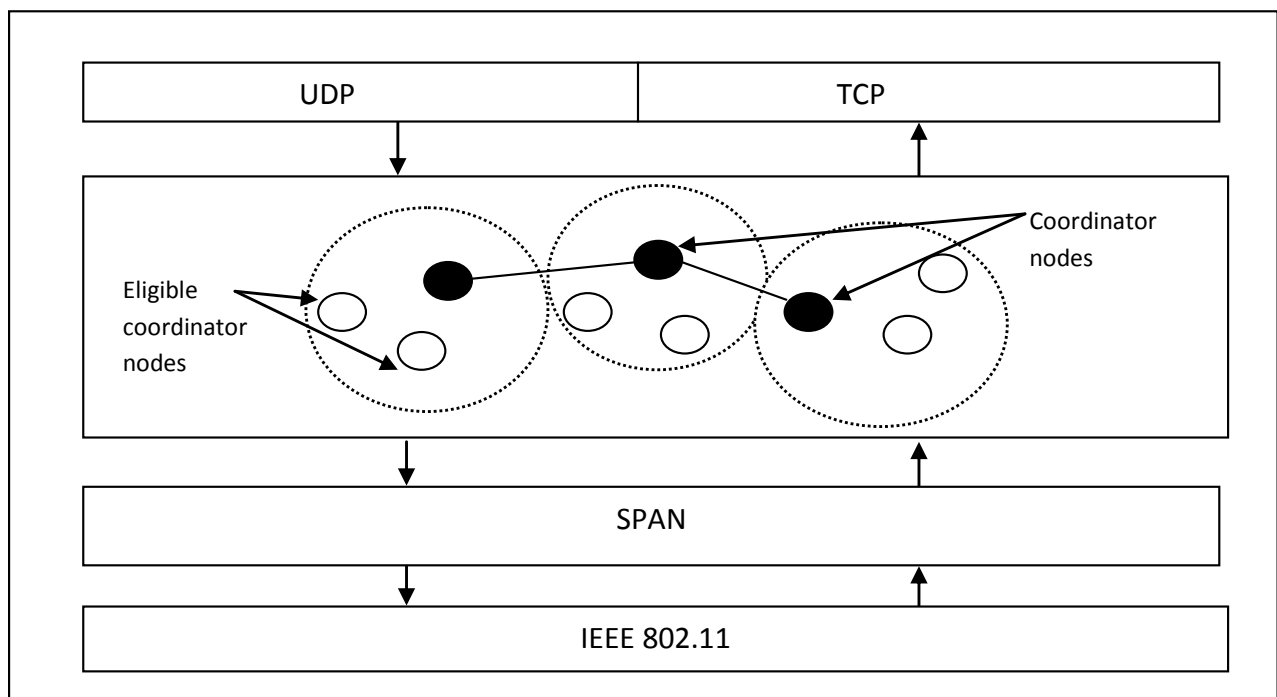 UDP
TCP
Coordinator
nodes
Eligible
coordinator
nodes
SPAN
IEEE 802.11